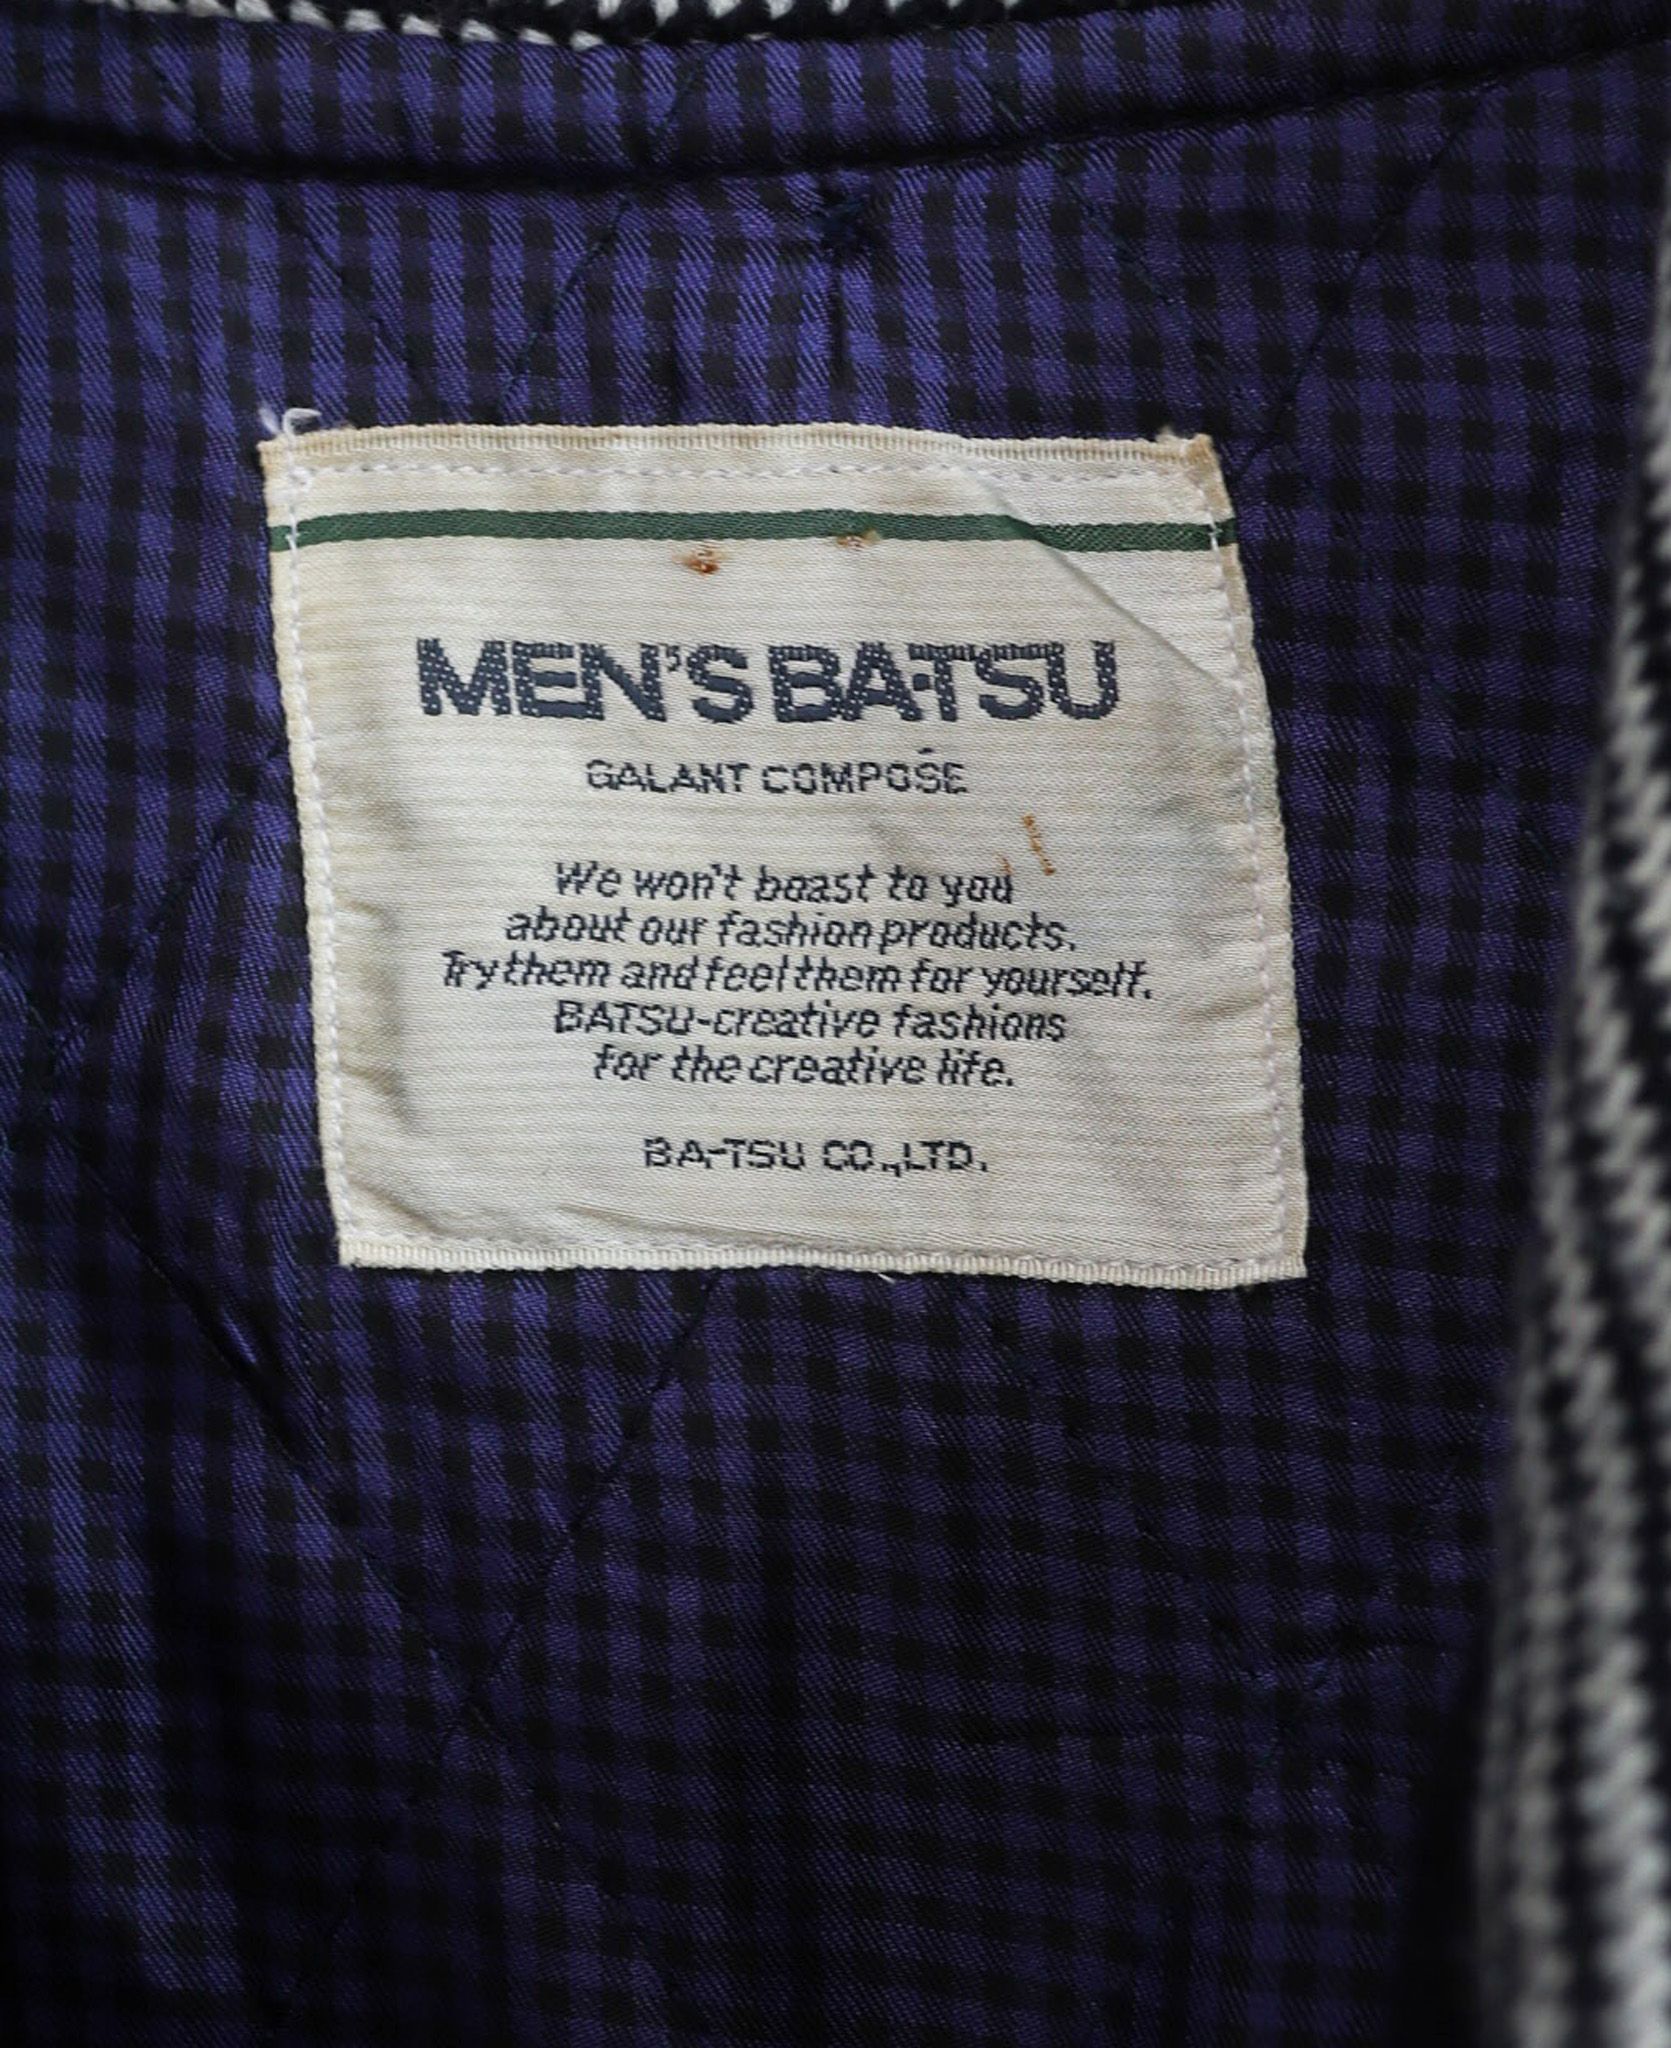 MEN'S BA-TSU
GALANT COMPOSÉ
We won't boast to you
about our fashion products.
Try them and feel them for yourself.
BATSU-creative fashions
for the creative life.
BA-TSU CO.,LTD.